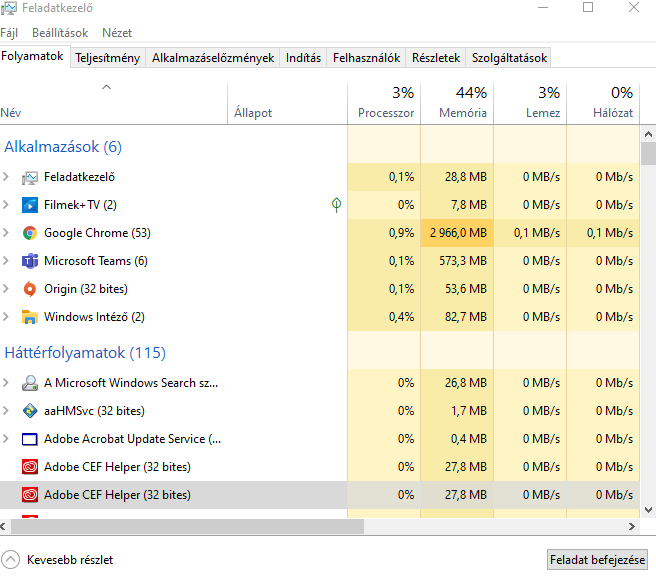 Feladatkezelő
Fájl Beállítások Nézet
Folyamatok Teljesítmény Alkalmazáselőzmények Indítás Felhasználók Részletek Szolgáltatások
3% 44% 3% 0%
Név Állapot Processzor Memória Lemez Hálózat
Alkalmazások (6)
Feladatkezelő 0,1% 28,8 MB 0 MB/s 0 Mb/s
Filmek+TV (2) 0% 7,8 MB 0 MB/s 0 Mb/s
Google Chrome (53) 0,9% 2 966,0 MB 0,1 MB/s 0,1 Mb/s
Microsoft Teams (6) 0,1% 573,3 MB 0 MB/s 0 Mb/s
Origin (32 bites) 0,1% 53,6 MB 0 MB/s 0 Mb/s
Windows Intéző (2) 0,4% 82,7 MB 0 MB/s 0 Mb/s
Háttérfolyamatok (115)
A Microsoft Windows Search sz... 0% 26,8 MB 0 MB/s 0 Mb/s
aaHMSvc (32 bites) 0% 1,7 MB 0 MB/s 0 Mb/s
Adobe Acrobat Update Service (... 0% 0,4 MB 0 MB/s 0 Mb/s
Adobe CEF Helper (32 bites) 0% 27,8 MB 0 MB/s 0 Mb/s
Adobe CEF Helper (32 bites) 0% 27,8 MB 0 MB/s 0 Mb/s
Kevesebb részlet Feladat befejezése